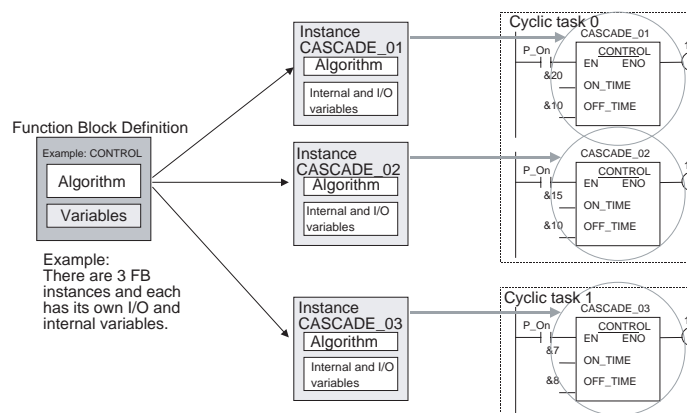 Function Block Definition
Example: CONTROL
Algorithm
Variables
Example:
There are 3 FB
instances and each
has its own I/O and
internal variables.
Instance
CASCADE_01
Algorithm
Internal and I/O
variables
Instance
CASCADE_02
Algorithm
Internal and I/O
variables
Instance
CASCADE_03
Algorithm
Internal and I/O
variables
Cyclic task 0
CASCADE_01
P_On
CONTROL
EN ENO
&20
ON_TIME
&10 OFF_TIME
1
CASCADE_02
P_On
CONTROL
EN ENO
&15
ON_TIME
&10 OFF_TIME
1
Cyclic task 1
CASCADE_03
P_On
CONTROL
EN ENO
&7
ON_TIME
&8 OFF_TIME
1